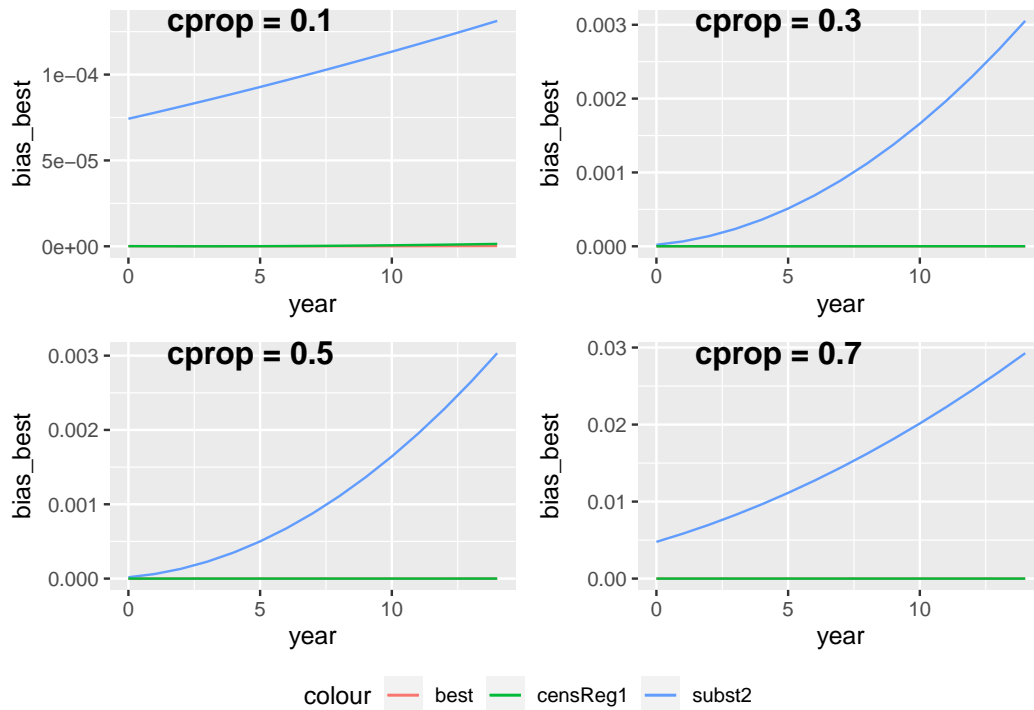 cprop = 0.1
bias_best
1e−04
5e−05
0e+00
0 5 10
year
cprop = 0.3
bias_best
0.003
0.002
0.001
0.000
0 5 10
year
cprop = 0.5
bias_best
0.003
0.002
0.001
0.000
0 5 10
year
cprop = 0.7
bias_best
0.03
0.02
0.01
0.00
0 5 10
year
colour best censReg1 subst2